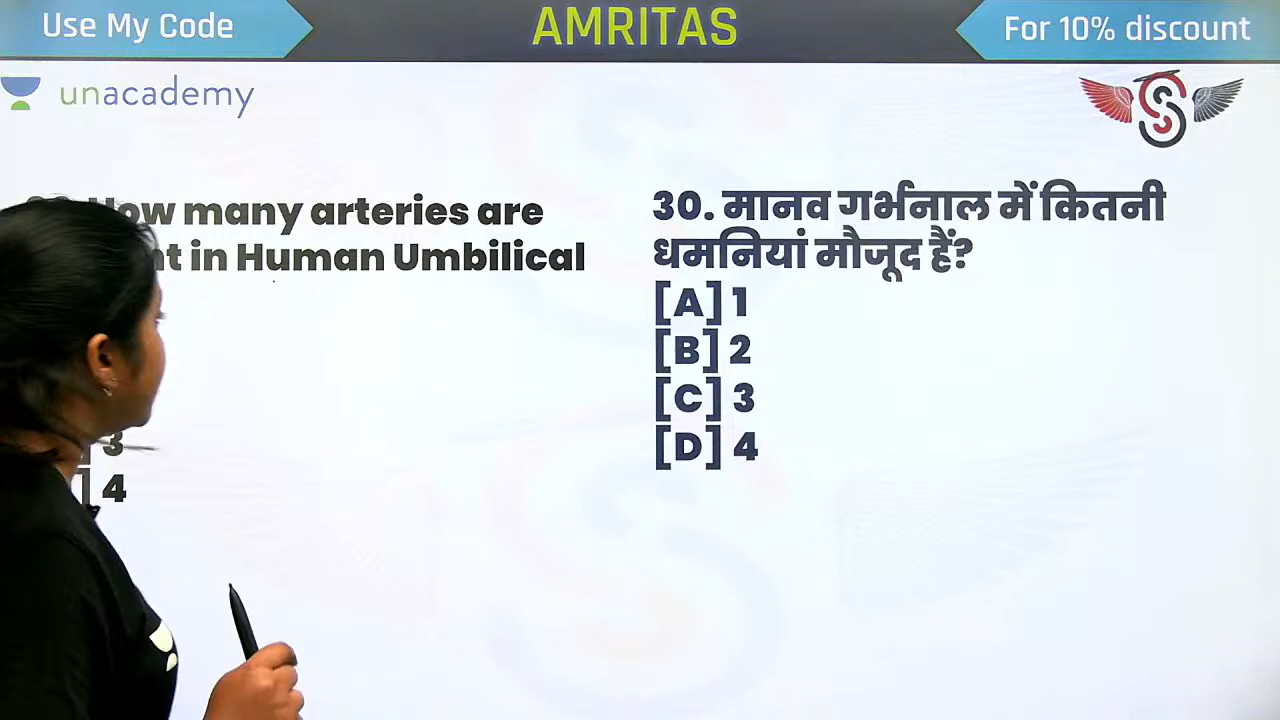 Use My Code
AMRITAS
For 10% discount
unacademy
How many arteries are
in Human Umbilical
3
] 4
30. मानव गर्भनाल में कितनी
धमनियां मौजूद हैं?
[A] 1
[B] 2
[C] 3
[D] 4